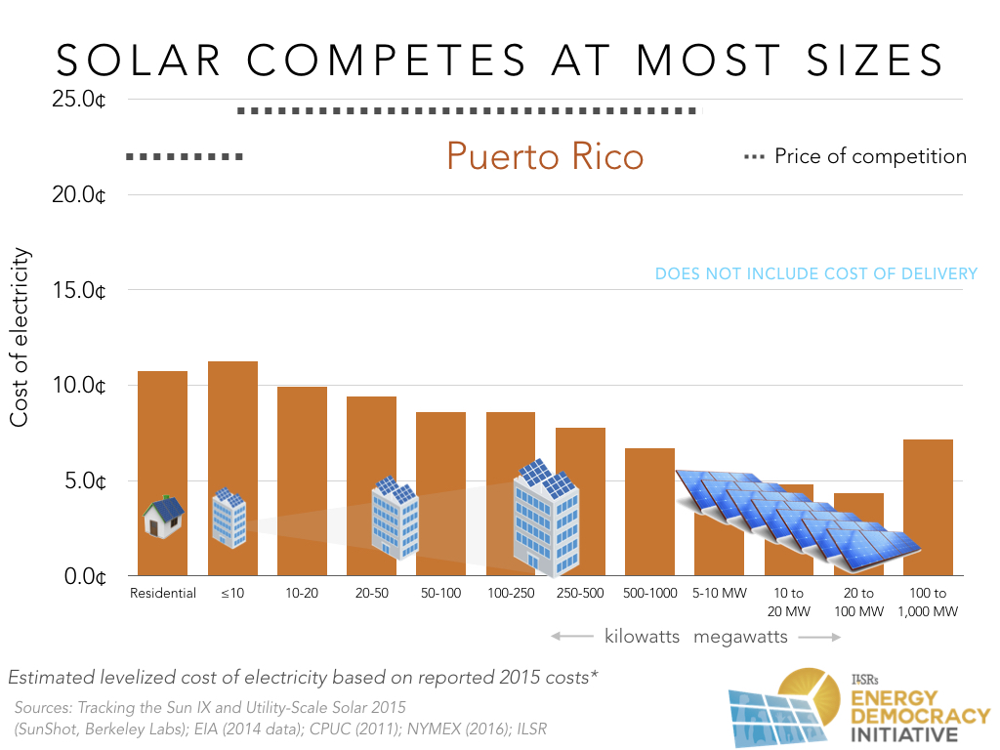 SOLAR COMPETES AT MOST SIZES
25.0¢
Puerto Rico
Price of competition
20.0¢
DOES NOT INCLUDE COST OF DELIVERY
15.0¢
Cost of electricity
10.0¢
5.0¢
0.0¢
Residential ≤10 10-20 20-50 50-100 100-250 250-500 500-1000 5-10 MW 10 to 20 to 100 to
20 MW 100 MW 1,000 MW
kilowatts megawatts
Estimated levelized cost of electricity based on reported 2015 costs*
Sources: Tracking the Sun IX and Utility-Scale Solar 2015
(SunShot, Berkeley Labs); EIA (2014 data); CPUC (2011); NYMEX (2016); ILSR
ILSR's
ENERGY
DEMOCRACY
INITIATIVE